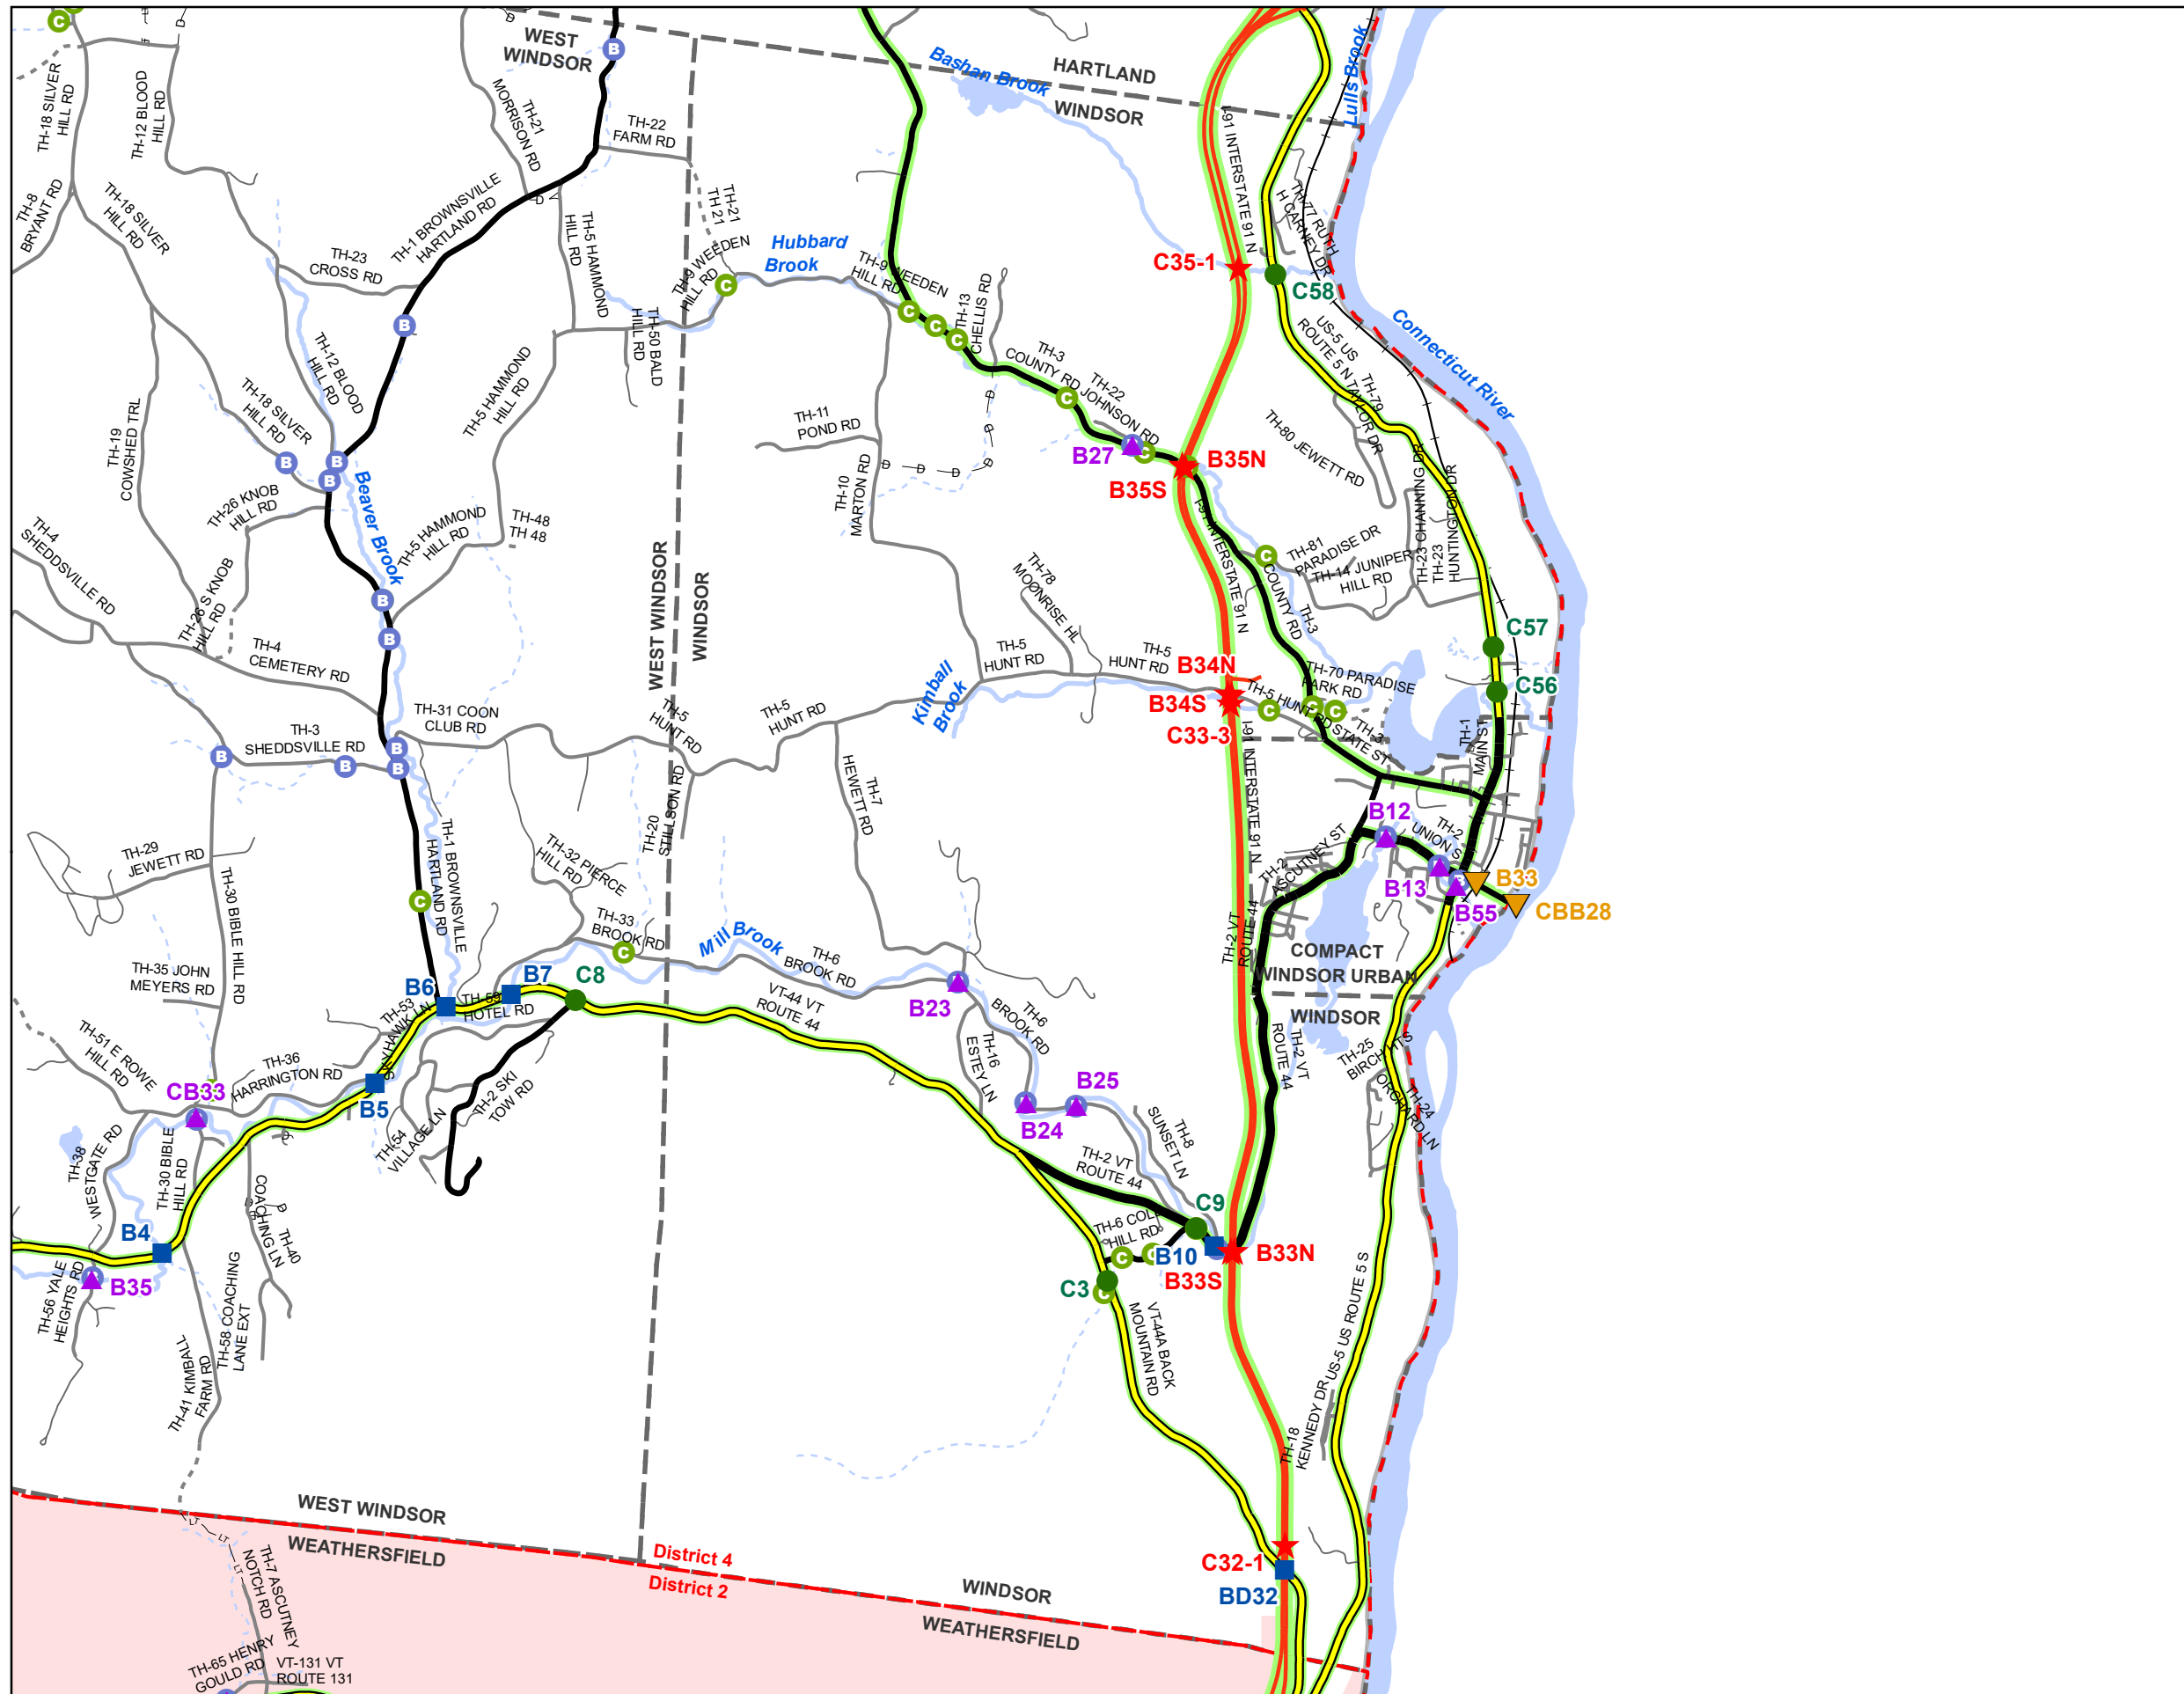 C
WEST
WINDSOR
B
HARTLAND
WINDSOR
Bashan Brook
Lulls Brook
TH-18 SILVER
HILL RD
TH-12 BLOOD
HILL RD
TH-21
MORRISON RD
TH-22
FARM RD
I-91 INTERSTATE 91 N
TH-8
BRYANT RD
TH-18 SILVER
HILL RD
TH-1 BROWNSVILLE
HARTLAND RD
TH-21
TH 21
TH-77 RUTH
H CARNEY DR
TH-23
CROSS RD
TH-5 HAMMOND
HILL RD
TH-9 WEEDEN
HILL RD
Hubbard
Brook
TH-9 WEEDEN
HILL RD
TH-13
CHELLIS RD
C35-1
C58
Connecticut River
TH-12 BLOOD
HILL RD
TH-50 BALD
HILL RD
TH-3
COUNTY RD
TH-22
JOHNSON RD
US-5 US
ROUTE 5 N
TH-79
TAYLOR DR
TH-19
COWSHED TRL
TH-18 SILVER
HILL RD
TH-5 HAMMOND
HILL RD
TH-11
POND RD
B27
B35N
B35S
TH-80 JEWETT RD
TH-10
MARTON RD
TH-23 CHANNING DR
TH-23
HUNTINGTON DR
Beaver Brook
TH-26 KNOB
HILL RD
TH-5 HAMMOND
HILL RD
TH-48
TH 48
TH-4
SHEDDSVILLE RD
I-91 INTERSTATE 91 N
TH-81
PARADISE DR
TH-14 JUNIPER
HILL RD
TH-26 S KNOB
HILL RD
WEST WINDSOR
WINDSOR
TH-78
MOONRISE HL
TH-3
COUNTY RD
C57
TH-4
CEMETERY RD
TH-5
HUNT RD
TH-5
HUNT RD
B34N
B34S
C33-3
TH-70 PARADISE
PARK RD
C56
Kimball
Brook
TH-5 HUNT RD
TH-3
STATE ST
TH-1
MAIN ST
TH-31 COON
CLUB RD
TH-5
HUNT RD
TH-5
HUNT RD
TH-3
SHEDDSVILLE RD
I-91 INTERSTATE 91 N
TH-7
HEWETT RD
TH-20
STILLSON RD
B12
TH-2
UNION ST
B13
B33
B55
CBB28
TH-29
JEWETT RD
TH-1 BROWNSVILLE
HARTLAND RD
TH-32 PIERCE
HILL RD
TH-2
ASCUTNEY ST
TH-30 BIBLE HILL RD
TH-33
BROOK RD
Mill Brook
TH-6
BROOK RD
TH-2 VT
ROUTE 44
COMPACT
WINDSOR URBAN
WINDSOR
TH-35 JOHN
MEYERS RD
B6
B7
C8
TH-59
HOTEL RD
VT-44 VT
ROUTE 44
B23
TH-6
BROOK RD
TH-2 VT
ROUTE 44
TH-25
BIRCH HTS
TH-24
ORCHARD LN
TH-51 E ROWE
HILL RD
TH-36
HARRINGTON RD
TH-53
CB33
B5
TH-54
VILLAGE LN
TH-2 SKI
TOW RD
TH-16
ESTEY LN
B24
B25
TH-8
SUNSET LN
TH-2 VT
ROUTE 44
TH-38
WESTGATE RD
TH-30 BIBLE
HILL RD
TH-40
COACHING LN
B4
B35
C9
TH-6 COLE
HILL RD
B10
B33N
B33S
C3
TH-56 YALE
HEIGHTS RD
TH-58 COACHING
LANE EXT
TH-41 KIMBALL
FARM RD
VT-44A BACK
MOUNTAIN RD
US-5 US ROUTE 5 S
TH-18
KENNEDY DR
WEST WINDSOR
WEATHERSFIELD
District 4
District 2
C32-1
BD32
WINDSOR
WEATHERSFIELD
TH-7 ASCUTNEY
NOTCH RD
TH-65 HENRY
GOULD RD
VT-131 VT
ROUTE 131